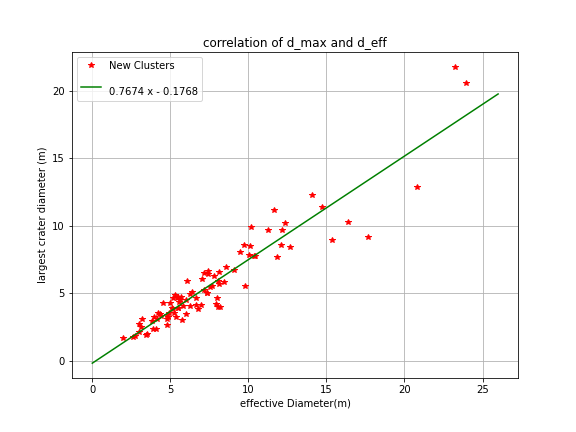 correlation of d_max and d_eff
New Clusters
0.7674 x - 0.1768
largest crater diameter (m)
20
15
10
5
0
0 5 10 15 20 25
effective Diameter(m)